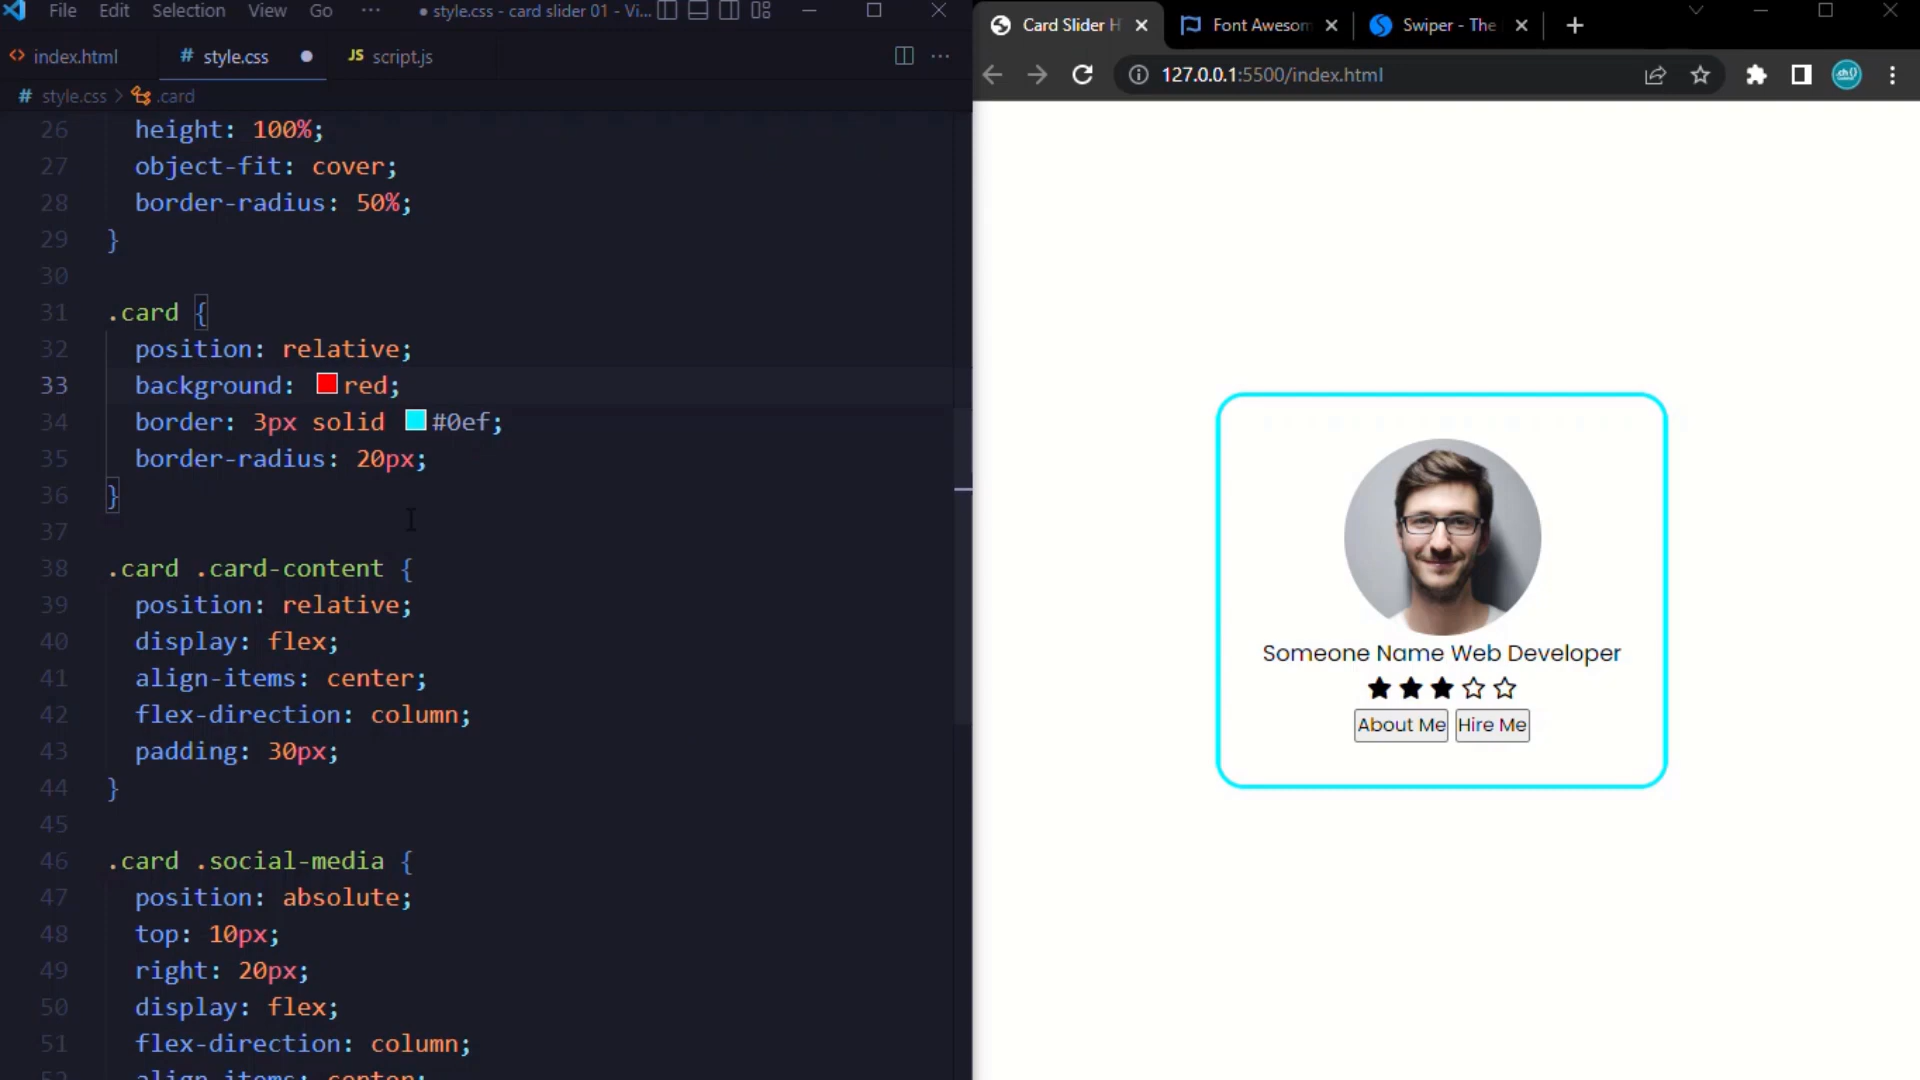 File Edit Selection View Go ··· ● style.css - card slider 01 - Vi...
index.html # style.css ● JS script.js ···
# style.css > .card
26 height: 100%;
27 object-fit: cover;
28 border-radius: 50%;
29 }
30
31 .card {
32 position: relative;
33 background: red;
34 border: 3px solid #0ef;
35 border-radius: 20px;
36 }
37
38 .card .card-content {
39 position: relative;
40 display: flex;
41 align-items: center;
42 flex-direction: column;
43 padding: 30px;
44 }
45
46 .card .social-media {
47 position: absolute;
48 top: 10px;
49 right: 20px;
50 display: flex;
51 flex-direction: column;
52 align-items: center;
Card Slider H Font Awesom Swiper - The
127.0.0.1:5500/index.html
Someone Name Web Developer
About Me Hire Me